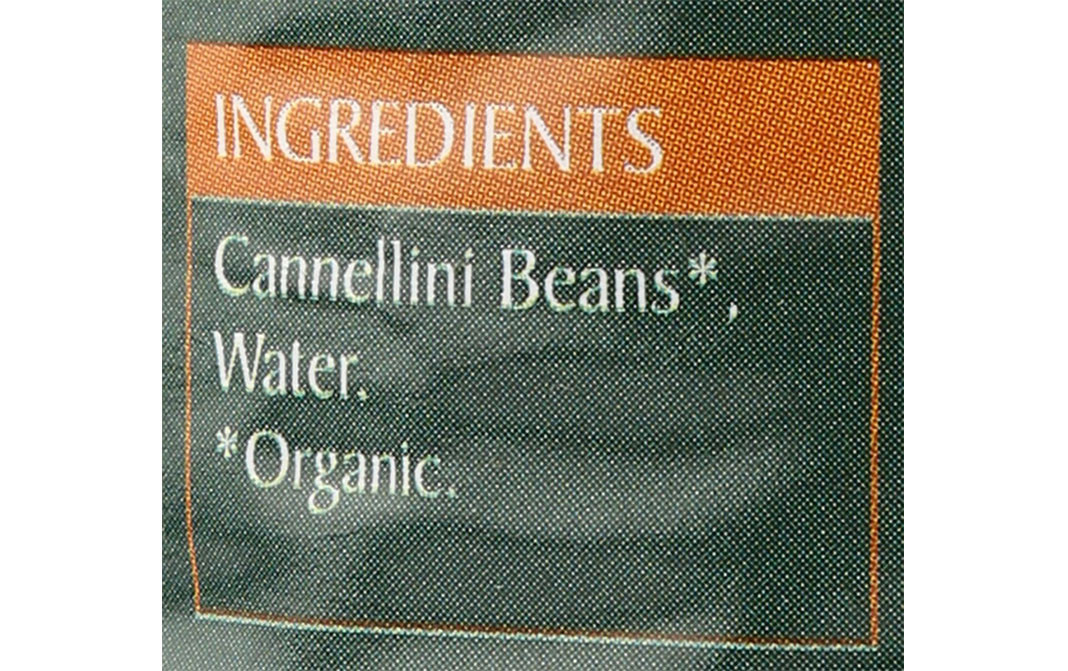 INGREDIENTS
Cannellini Beans*,
Water.
*Organic.